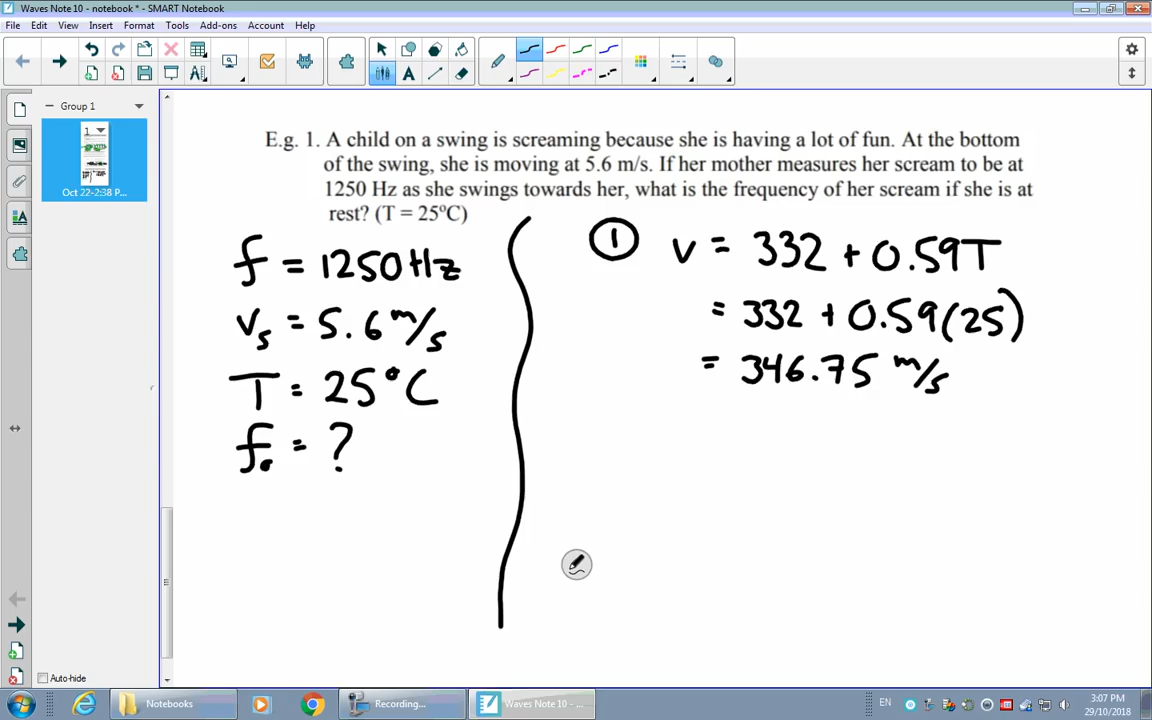 Waves Note 10 - notebook * - SMART Notebook
File Edit View Insert Format Tools Add-ons Account Help
Group 1
1
Oct 22-2:38 P...
E.g. 1. A child on a swing is screaming because she is having a lot of fun. At the bottom
of the swing, she is moving at 5.6 m/s. If her mother measures her scream to be at
1250 Hz as she swings towards her, what is the frequency of her scream if she is at
rest? (T = 25°C)
f = 1250 Hz
vs = 5.6 m/s
T = 25°C
fo = ?
① v = 332 + 0.59T
= 332 + 0.59(25)
= 346.75 m/s
Auto-hide
Notebooks
Recording...
Waves Note 10 - ...
EN
3:07 PM
29/10/2018